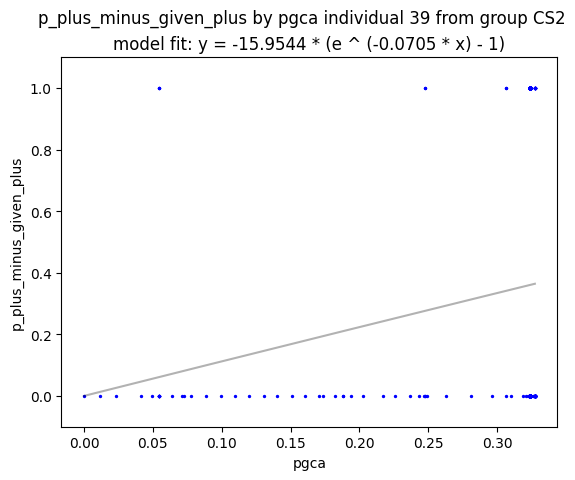 p_plus_minus_given_plus by pgca individual 39 from group CS2
model fit: y = -15.9544 * (e ^ (-0.0705 * x) - 1)
p_plus_minus_given_plus
1.0
0.8
0.6
0.4
0.2
0.0
0.00 0.05 0.10 0.15 0.20 0.25 0.30
pgca